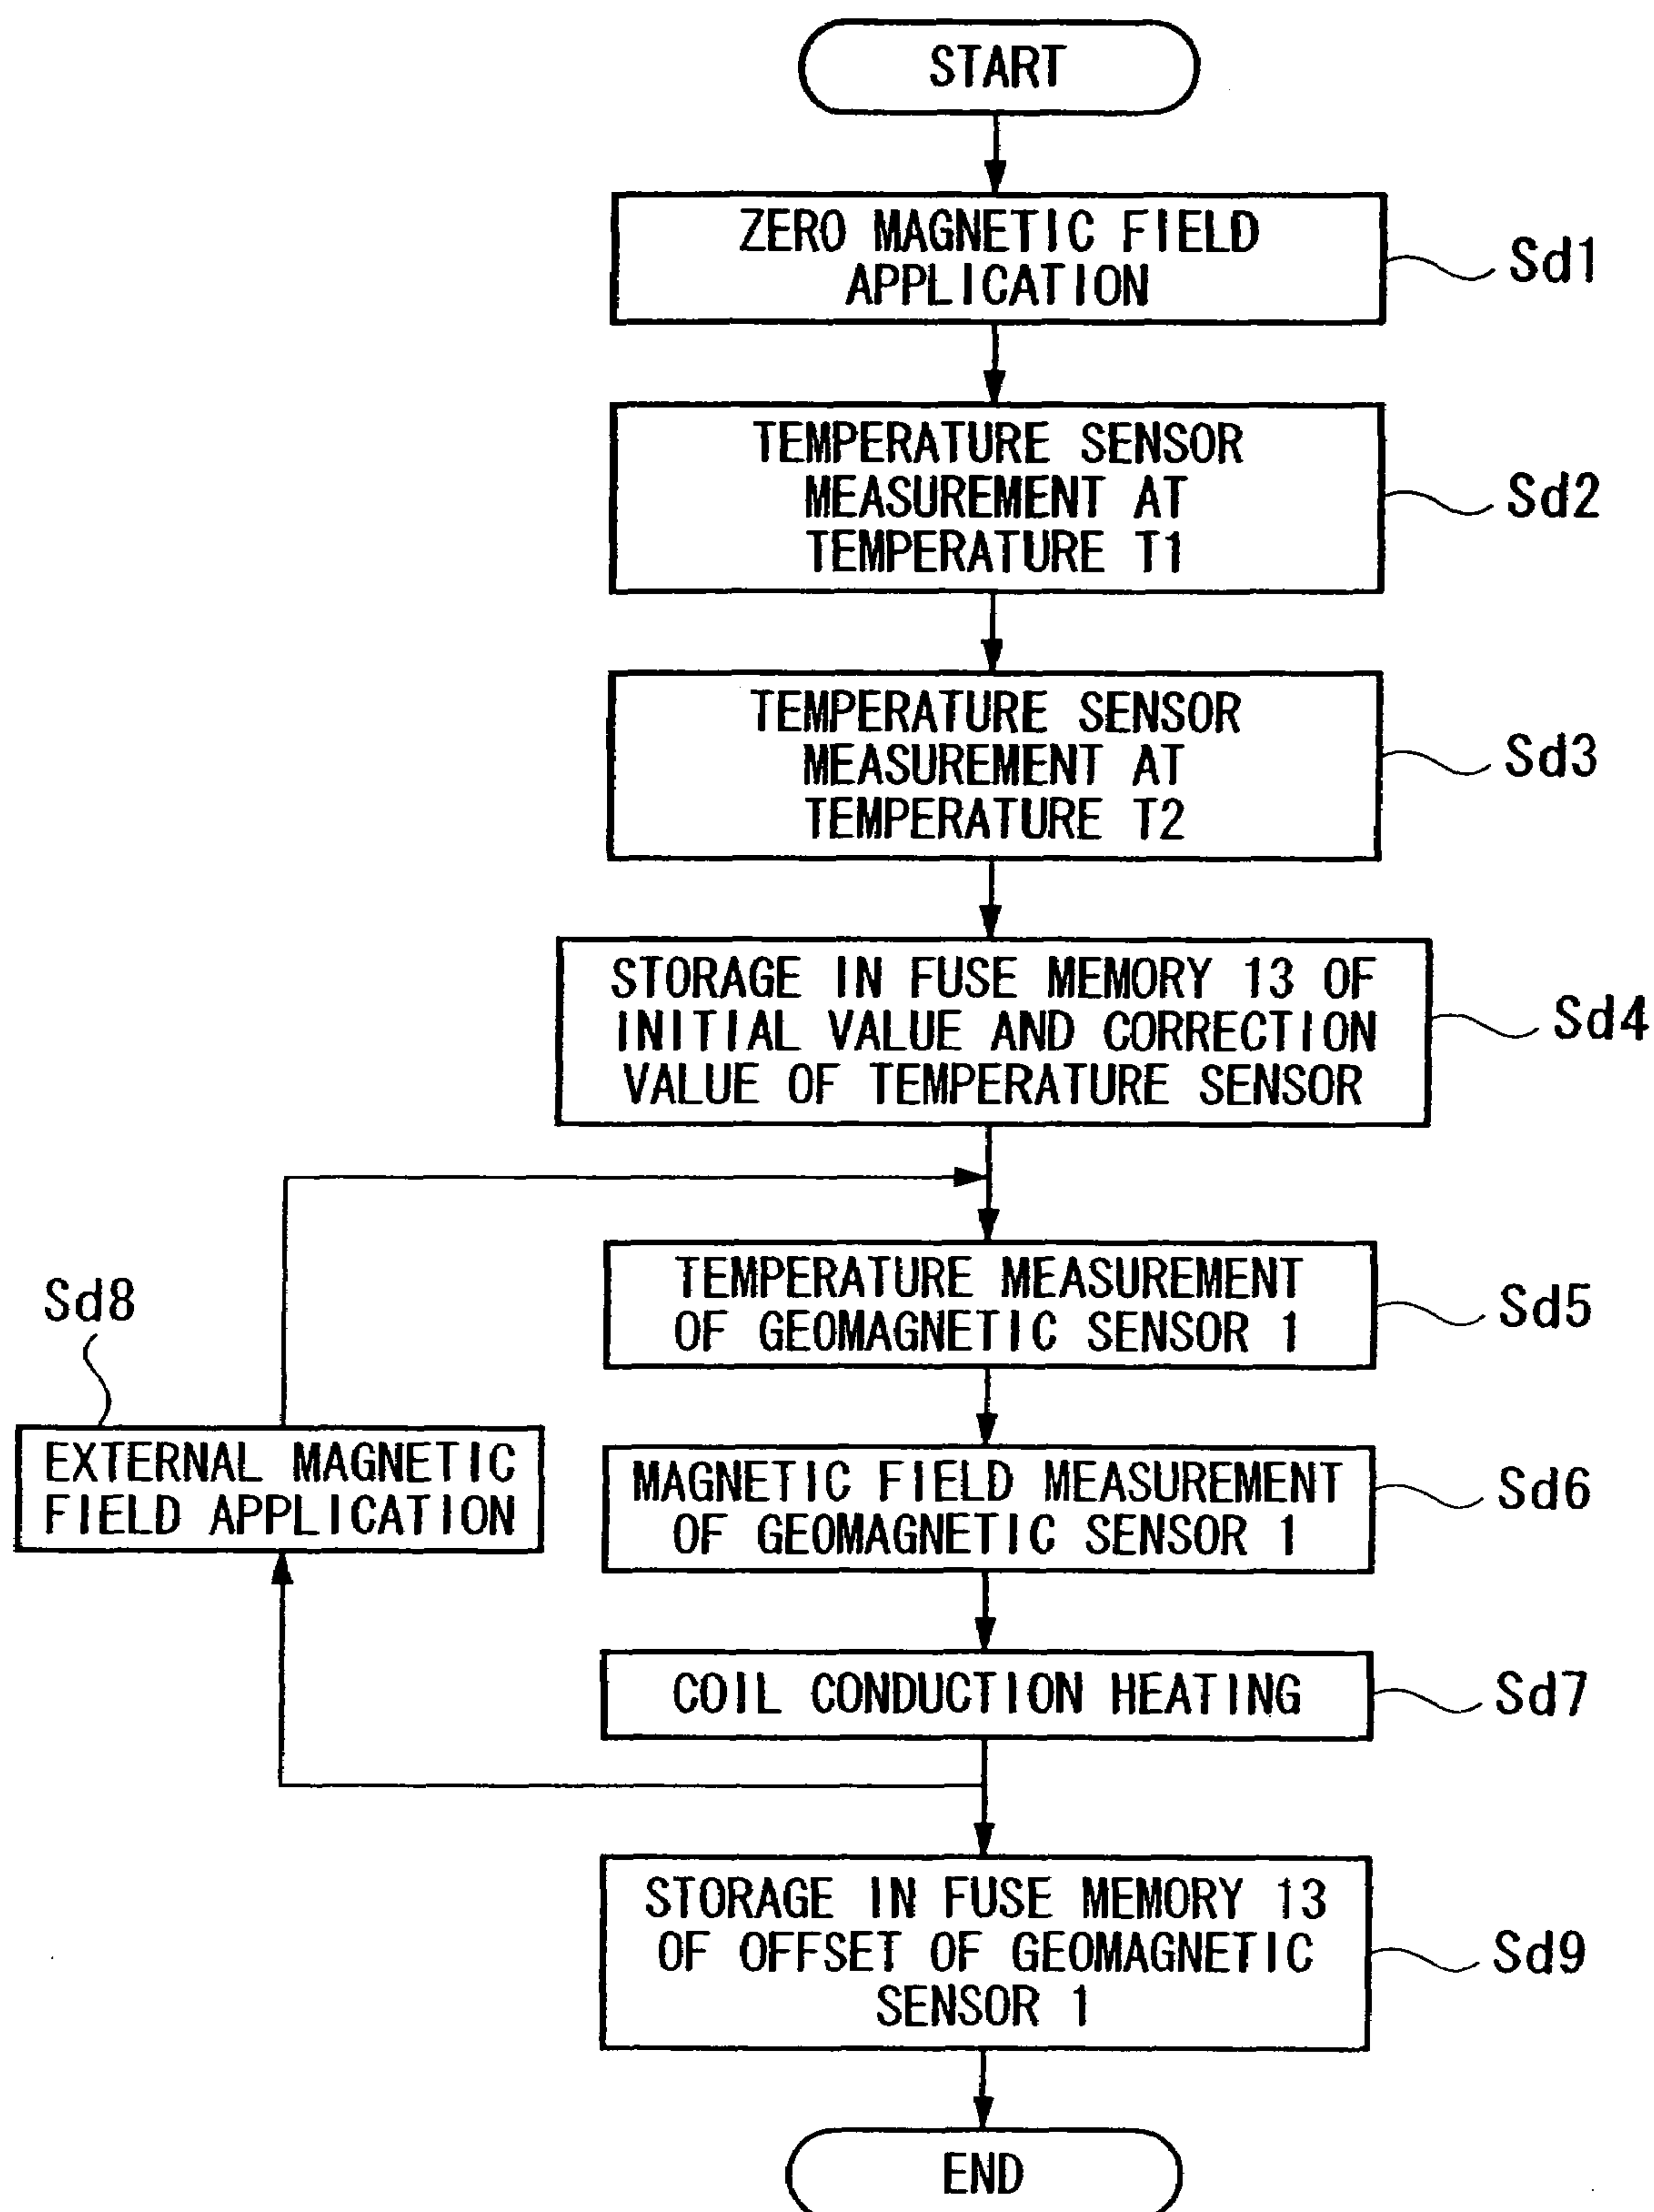 START
ZERO MAGNETIC FIELD
APPLICATION
Sd1
TEMPERATURE SENSOR
MEASUREMENT AT
TEMPERATURE T1
Sd2
TEMPERATURE SENSOR
MEASUREMENT AT
TEMPERATURE T2
Sd3
STORAGE IN FUSE MEMORY 13 OF
INITIAL VALUE AND CORRECTION
VALUE OF TEMPERATURE SENSOR
Sd4
TEMPERATURE MEASUREMENT
OF GEOMAGNETIC SENSOR 1
Sd5
Sd8
EXTERNAL MAGNETIC
FIELD APPLICATION
MAGNETIC FIELD MEASUREMENT
OF GEOMAGNETIC SENSOR 1
Sd6
COIL CONDUCTION HEATING
Sd7
STORAGE IN FUSE MEMORY 13
OF OFFSET OF GEOMAGNETIC
SENSOR 1
Sd9
END